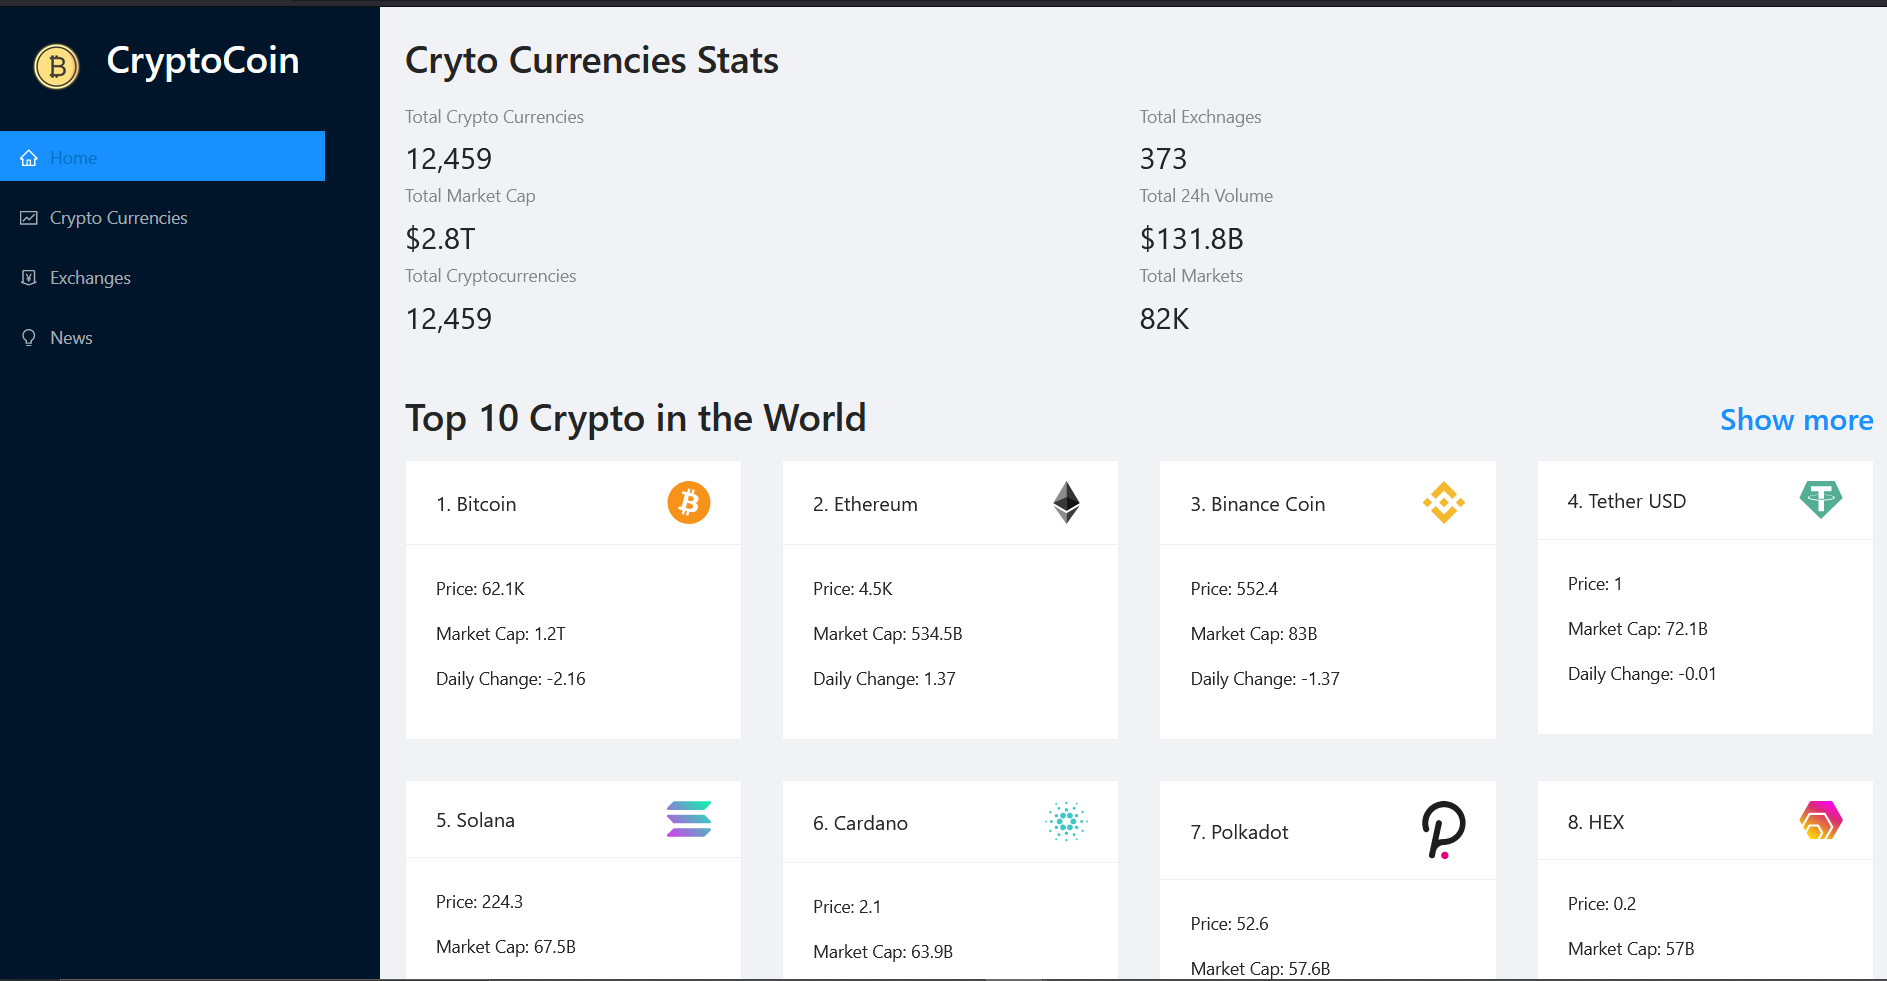 CryptoCoin
Home
Crypto Currencies
Exchanges
News
Cryto Currencies Stats
Total Crypto Currencies
12,459
Total Exchnages
373
Total Market Cap
$2.8T
Total 24h Volume
$131.8B
Total Cryptocurrencies
12,459
Total Markets
82K
Top 10 Crypto in the World
Show more
1. Bitcoin
Price: 62.1K
Market Cap: 1.2T
Daily Change: -2.16
2. Ethereum
Price: 4.5K
Market Cap: 534.5B
Daily Change: 1.37
3. Binance Coin
Price: 552.4
Market Cap: 83B
Daily Change: -1.37
4. Tether USD
Price: 1
Market Cap: 72.1B
Daily Change: -0.01
5. Solana
Price: 224.3
Market Cap: 67.5B
6. Cardano
Price: 2.1
Market Cap: 63.9B
7. Polkadot
Price: 52.6
Market Cap: 57.6B
8. HEX
Price: 0.2
Market Cap: 57B